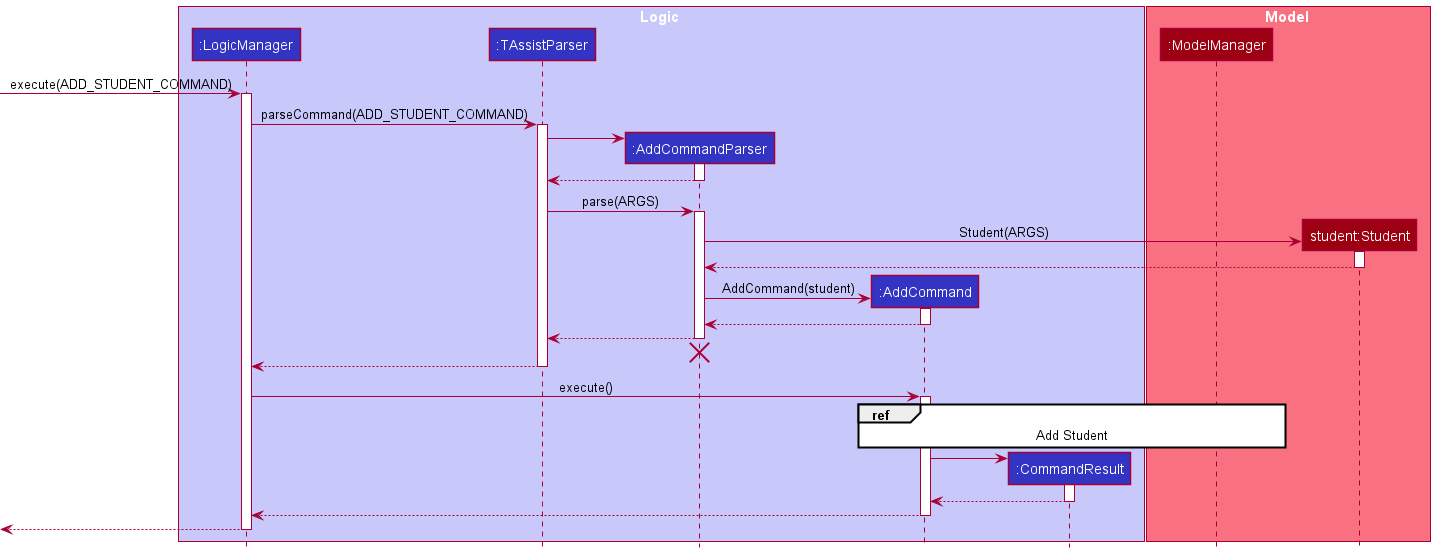 Logic
Model
:LogicManager
:TAssistParser
:ModelManager
execute(ADD_STUDENT_COMMAND)
parseCommand(ADD_STUDENT_COMMAND)
:AddCommandParser
parse(ARGS)
Student(ARGS)
student:Student
AddCommand(student)
:AddCommand
execute()
ref
Add Student
:CommandResult